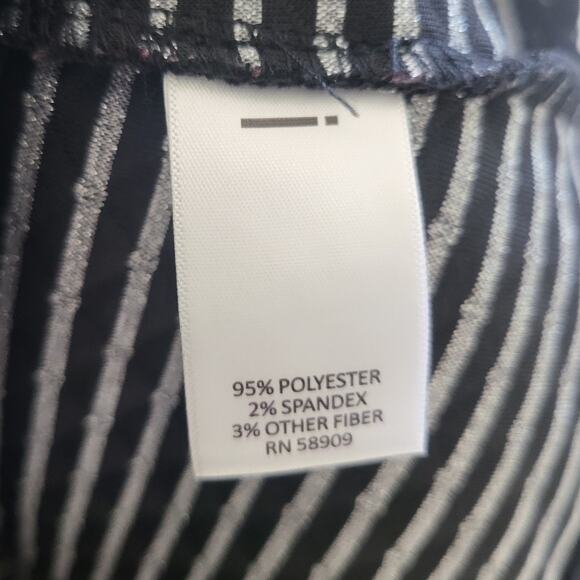 95% POLYESTER
2% SPANDEX
3% OTHER FIBER
RN 58909